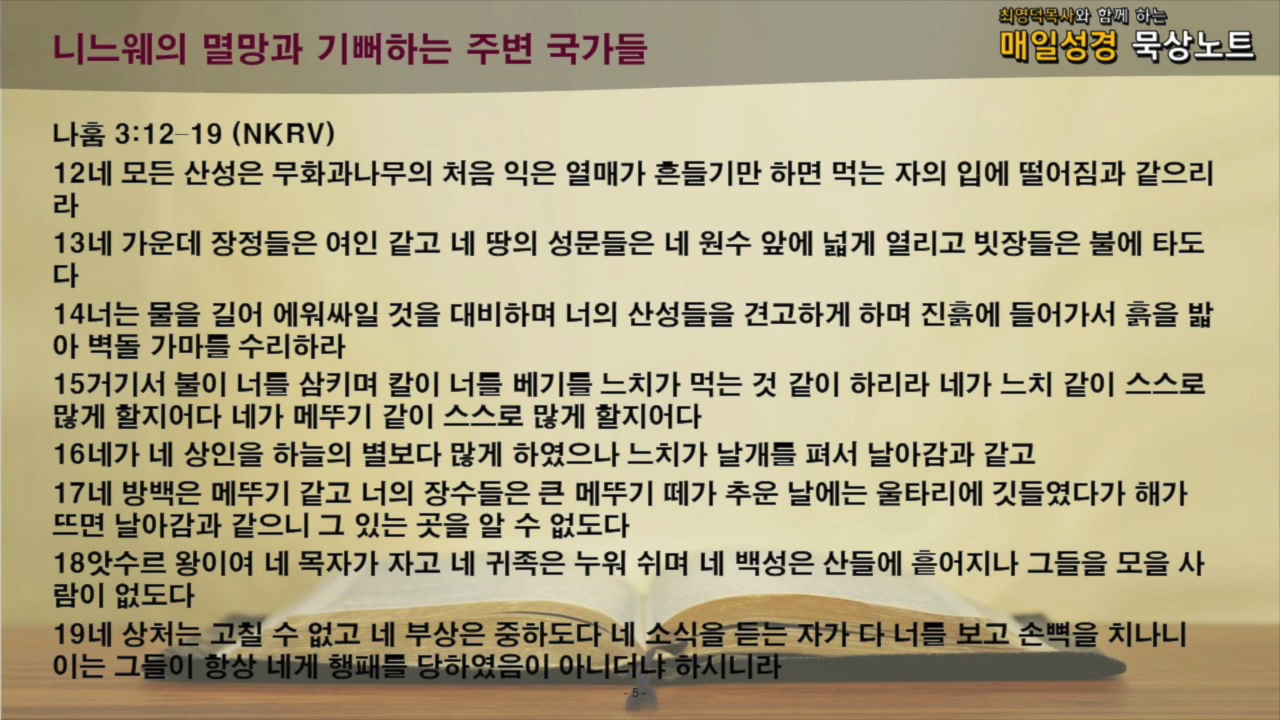 최영덕목사와 함께 하는
매일성경 묵상노트
니느웨의 멸망과 기뻐하는 주변 국가들
나훔 3:12-19 (NKRV)
12네 모든 산성은 무화과나무의 처음 익은 열매가 흔들기만 하면 먹는 자의 입에 떨어짐과 같으리
라
13네 가운데 장정들은 여인 같고 네 땅의 성문들은 네 원수 앞에 넓게 열리고 빗장들은 불에 타도
다
14너는 물을 길어 에워싸일 것을 대비하며 너의 산성들을 견고하게 하며 진흙에 들어가서 흙을 밟
아 벽돌 가마를 수리하라
15거기서 불이 너를 삼키며 칼이 너를 베기를 느치가 먹는 것 같이 하리라 네가 느치 같이 스스로
많게 할지어다 네가 메뚜기 같이 스스로 많게 할지어다
16네가 네 상인을 하늘의 별보다 많게 하였으나 느치가 날개를 펴서 날아감과 같고
17네 방백은 메뚜기 같고 너의 장수들은 큰 메뚜기 떼가 추운 날에는 울타리에 깃들였다가 해가
뜨면 날아감과 같으니 그 있는 곳을 알 수 없도다
18앗수르 왕이여 네 목자가 자고 네 귀족은 누워 쉬며 네 백성은 산들에 흩어지나 그들을 모을 사
람이 없도다
19네 상처는 고칠 수 없고 네 부상은 중하도다 네 소식을 듣는 자가 다 너를 보고 손뼉을 치나니
이는 그들이 항상 네게 행패를 당하였음이 아니더냐 하시니라
- 5 -